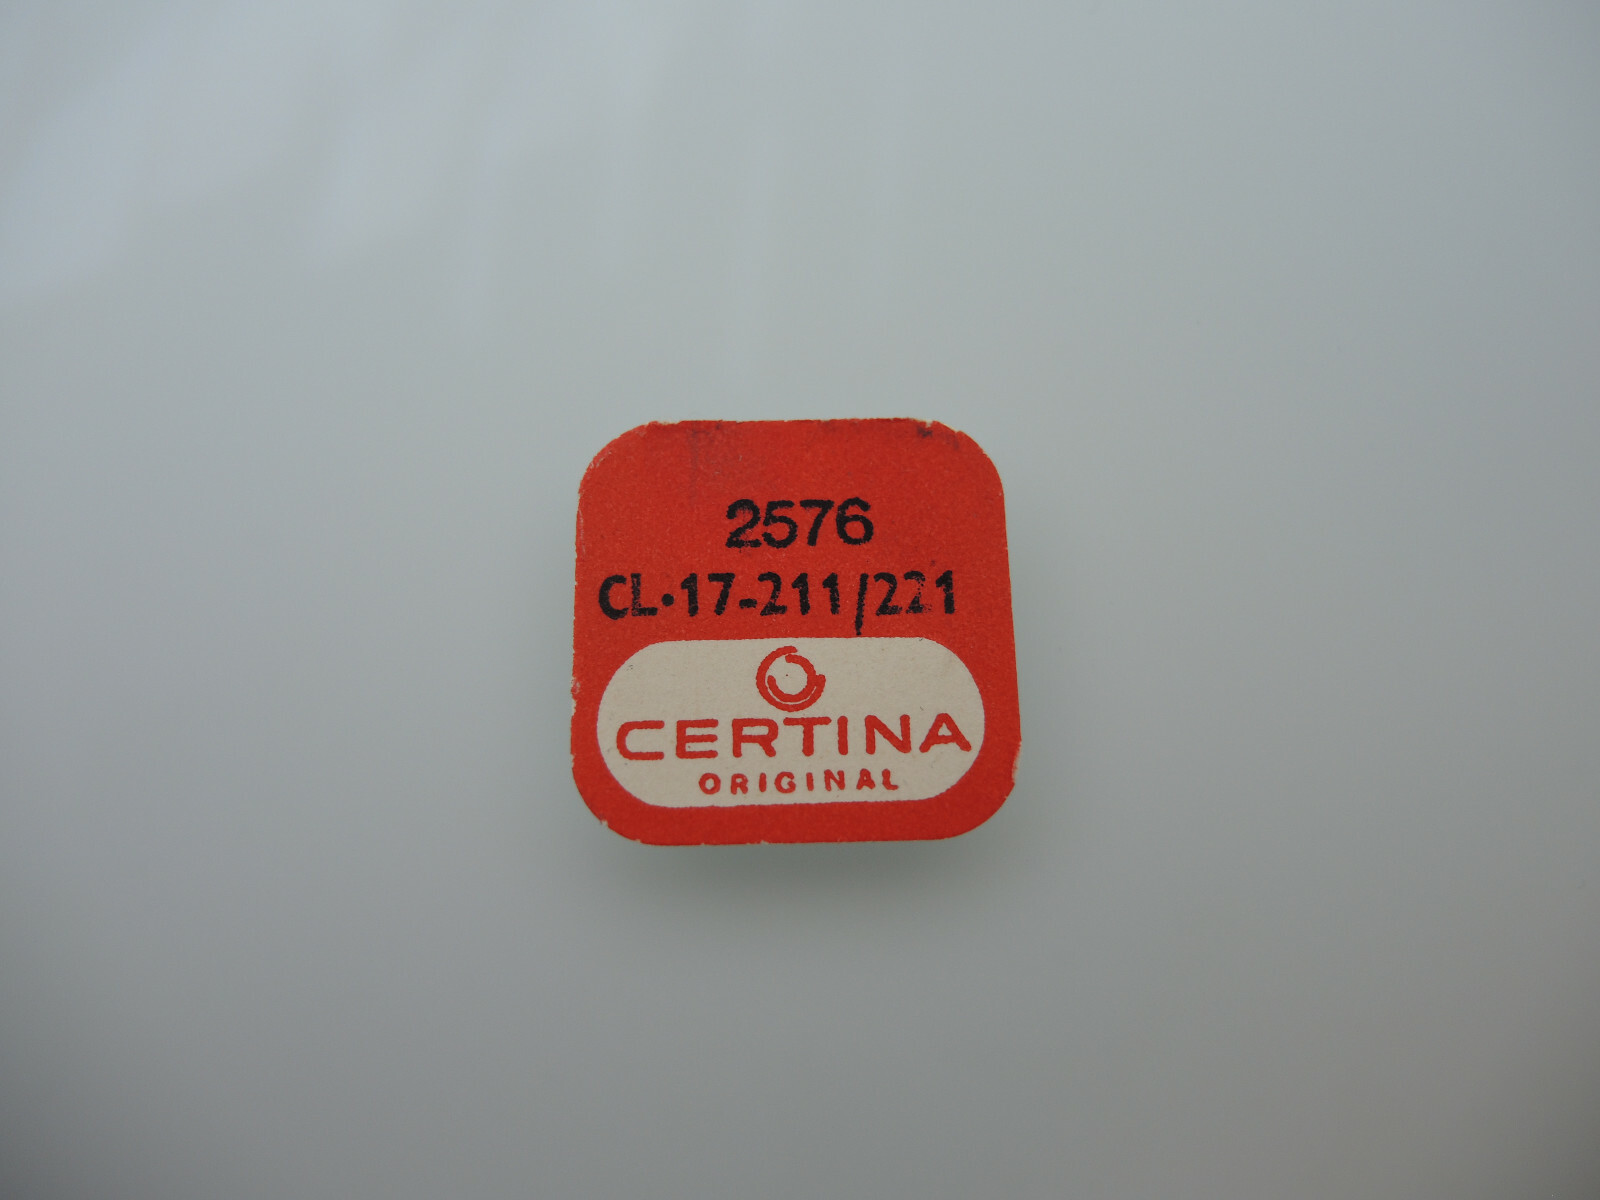 2576
CL·17-211/221
CERTINA
ORIGINAL